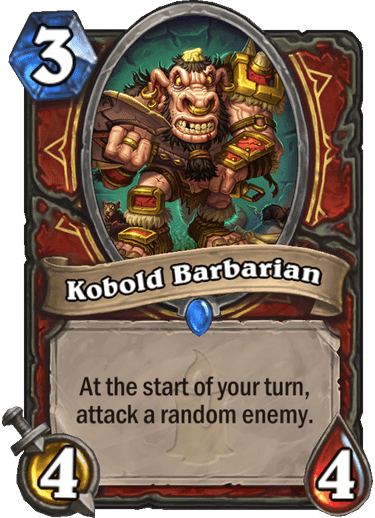 3
Kobold Barbarian
At the start of your turn,
attack a random enemy.
4
4